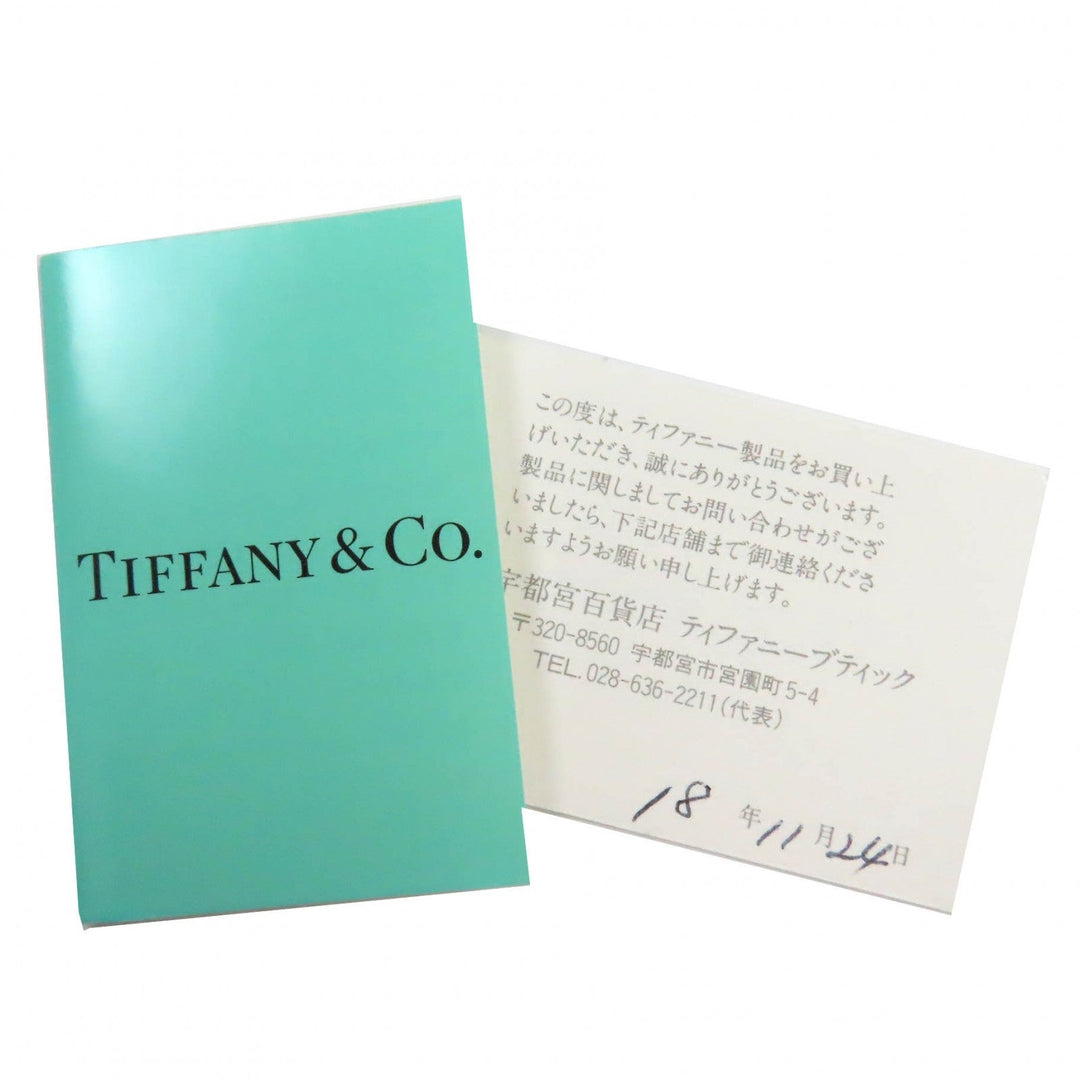 TIFFANY & CO.
この度は、ティファニー製品をお買い上
げいただき、誠にありがとうございます。
製品に関しましてお問い合わせがござ
いましたら、下記店舗まで御連絡くださ
いますようお願い申し上げます。
宇都宮百貨店 ティファニーブティック
〒320-8560 宇都宮市宮園町5-4
TEL.028-636-2211(代表)
18年11月24日